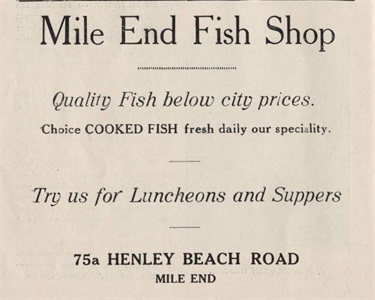 Mile End Fish Shop
Quality Fish below city prices.
Choice COOKED FISH fresh daily our speciality.
Try us for Luncheons and Suppers
75a HENLEY BEACH ROAD
MILE END